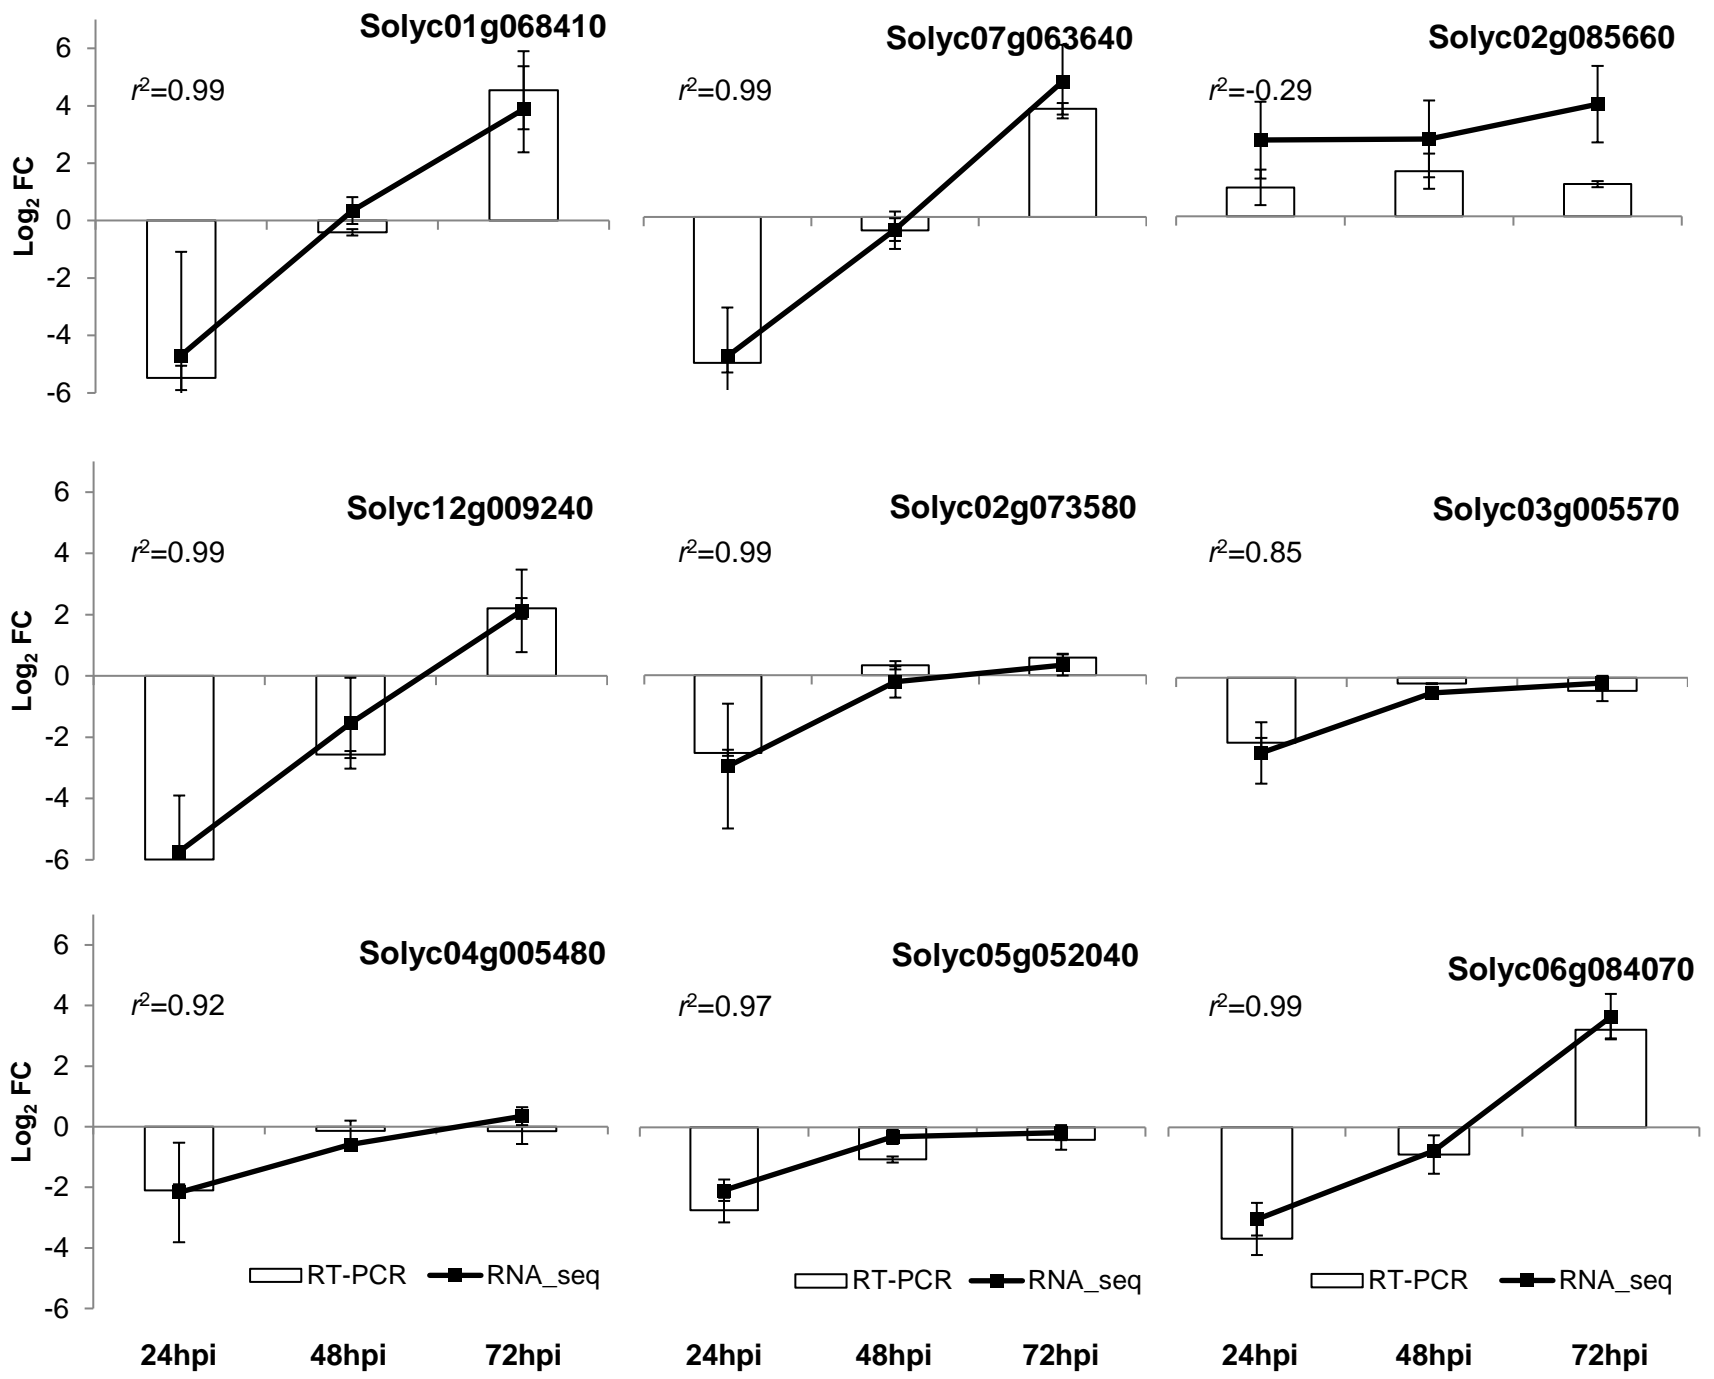 Solyc01g068410
Solyc07g063640
Solyc02g085660
r²=0.99
r²=0.99
r²=-0.29
Log₂ FC
6
4
2
0
-2
-4
-6
Solyc12g009240
Solyc02g073580
Solyc03g005570
r²=0.99
r²=0.99
r²=0.85
Log₂ FC
6
4
2
0
-2
-4
-6
Solyc04g005480
Solyc05g052040
Solyc06g084070
r²=0.92
r²=0.97
r²=0.99
Log₂ FC
6
4
2
0
-2
-4
-6
RT-PCR RNA_seq
RT-PCR RNA_seq
RT-PCR RNA_seq
24hpi 48hpi 72hpi
24hpi 48hpi 72hpi
24hpi 48hpi 72hpi